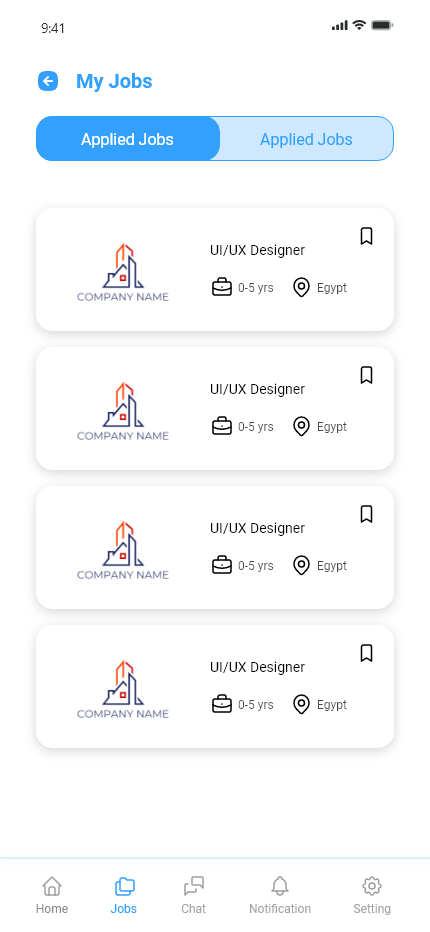 9:41
My Jobs
Applied Jobs Applied Jobs
UI/UX Designer
COMPANY NAME 0-5 yrs Egypt
UI/UX Designer
COMPANY NAME 0-5 yrs Egypt
UI/UX Designer
COMPANY NAME 0-5 yrs Egypt
UI/UX Designer
COMPANY NAME 0-5 yrs Egypt
Home Jobs Chat Notification Setting